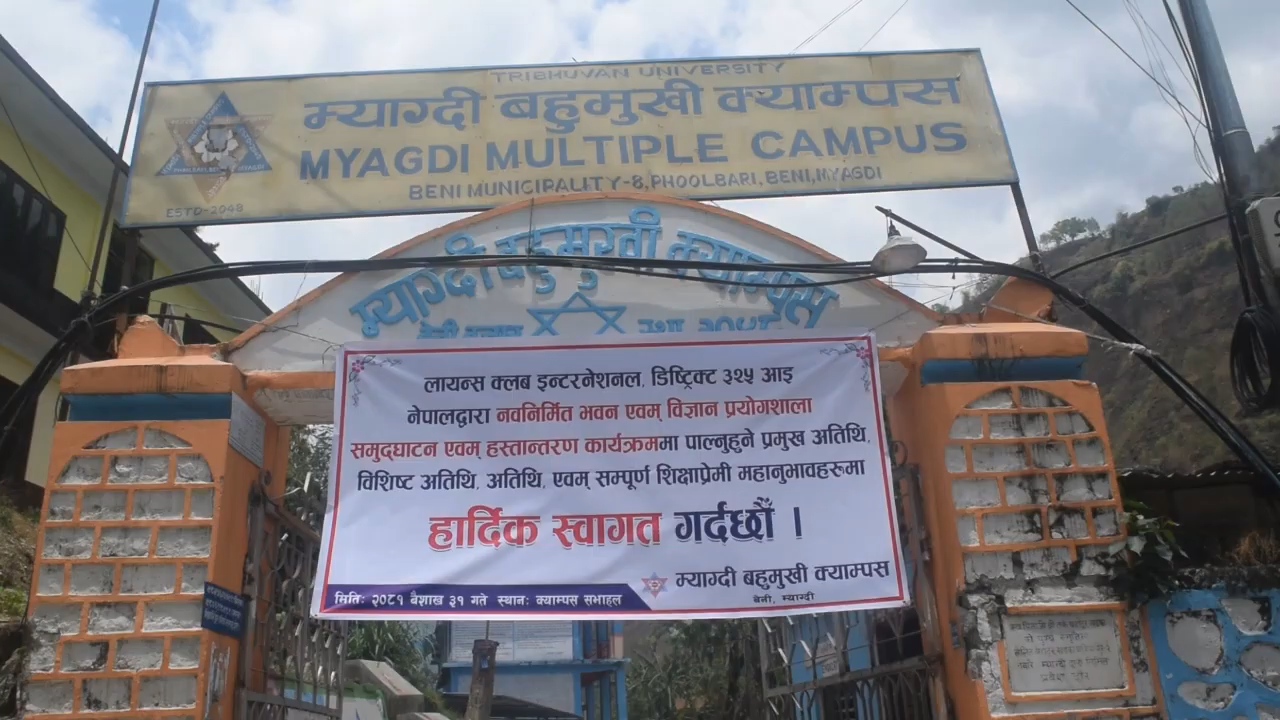 TRIBHUVAN UNIVERSITY
म्याग्दी बहुमुखी क्याम्पस
MYAGDI MULTIPLE CAMPUS
BENI MUNICIPALITY-8, PHOOLBARI, BENI, MYAGDI
ESTD-2048
म्याग्दी बहुमुखी क्याम्पस
लायन्स क्लब इन्टरनेशनल, डिष्ट्रिक्ट ३२५ आइ
नेपालद्वारा नवनिर्मित भवन एवम् विज्ञान प्रयोगशाला
समुद्घाटन एवम् हस्तान्तरण कार्यक्रममा पाल्नुहुने प्रमुख अतिथि,
विशिष्ट अतिथि, अतिथि, एवम् सम्पूर्ण शिक्षाप्रेमी महानुभावहरूमा
हार्दिक स्वागत गर्दछौं ।
म्याग्दी बहुमुखी क्याम्पस
बेनी, म्याग्दी
मितिः २०८१ बैशाख ३१ गते स्थानः क्याम्पस सभाहल